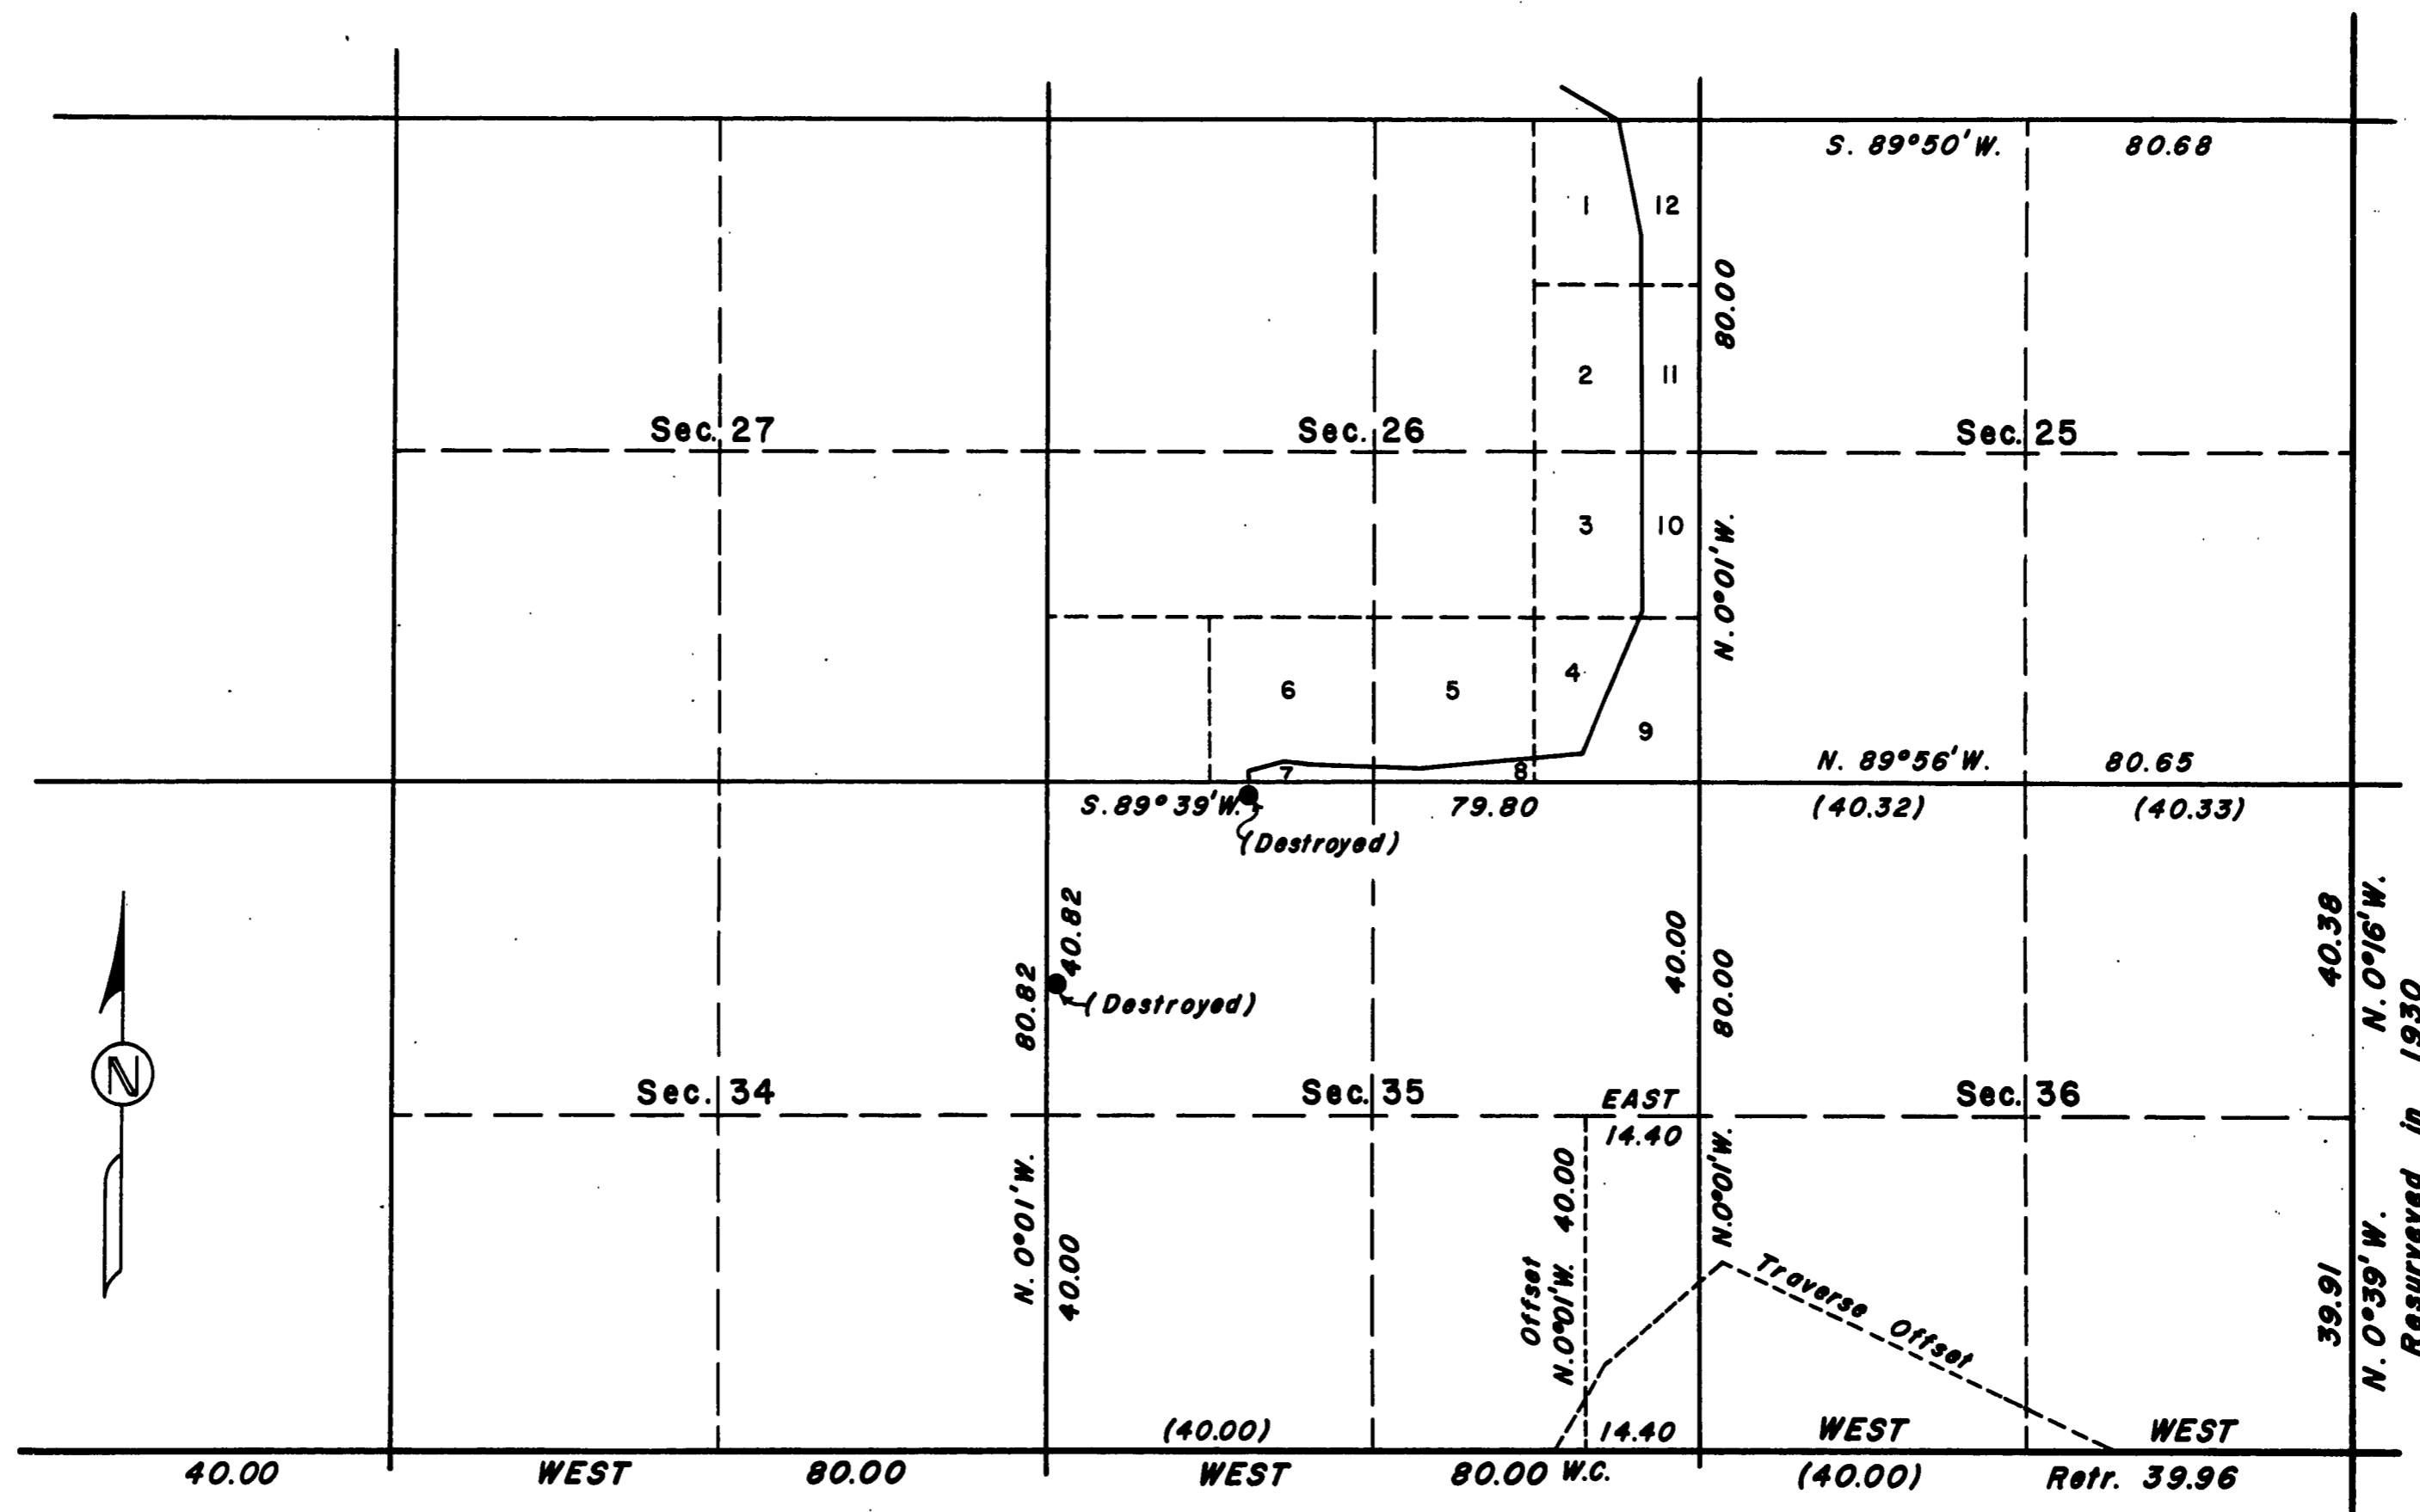 S. 89°50'W. 80.68
1 12
80.00
2 11
Sec. 27 Sec. 26 Sec. 25
3 10
N. 0°01'W.
4
6 5
9
7 8
N. 89°56'W. 80.65
S. 89°39'W. 79.80 (40.32) (40.33)
(Destroyed)
40.82
80.82
(Destroyed)
40.00
80.00
40.38
N. 0°16'W.
Resurveyed in 1930
N
Sec. 34 Sec. 35 EAST Sec. 36
14.40
N. 0°01'W.
40.00
Offset
N. 0°01'W. 40.00
N. 0°01'W.
Traverse Offset
39.91
N. 0°39'W.
(40.00) 14.40 WEST WEST
40.00 WEST 80.00 WEST 80.00 W.C. (40.00) Retr. 39.96